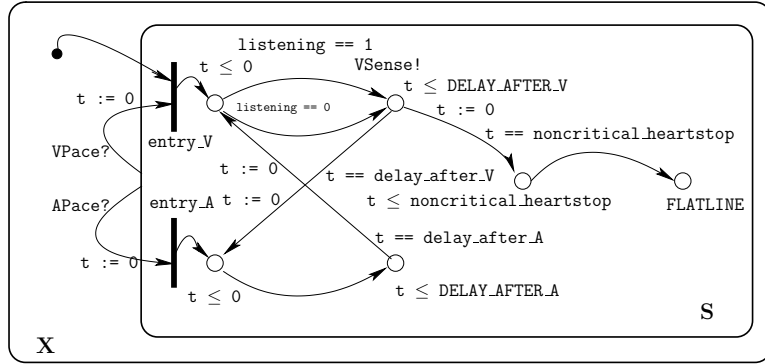 listening == 1
t ≤ 0
VSense!
t ≤ DELAY_AFTER_V
t := 0
listening == 0
t := 0
entry_V
t == noncritical_heartstop
VPace?
t := 0
t == delay_after_V
APace?
entry_A
t := 0
t ≤ noncritical_heartstop
FLATLINE
t == delay_after_A
t := 0
t ≤ 0
t ≤ DELAY_AFTER_A
S
X